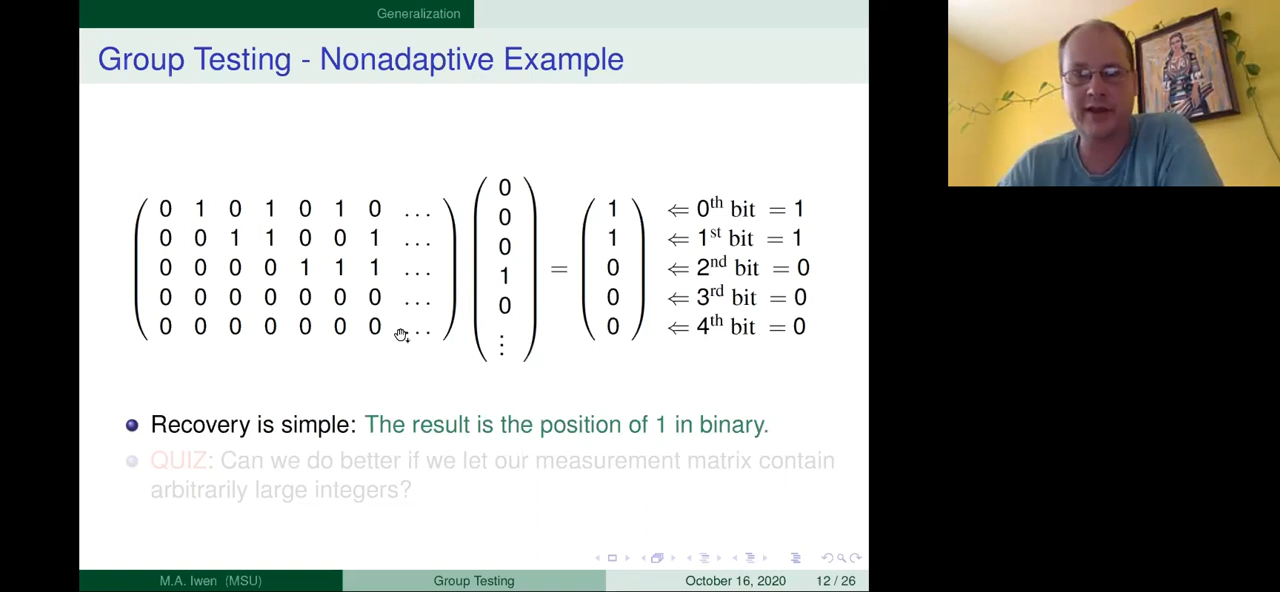 Generalization
Group Testing - Nonadaptive Example
0 1 0 1 0 1 0 ...
0 0 1 1 0 0 1 ...
0 0 0 0 1 1 1 ...
0 0 0 0 0 0 0 ...
0 0 0 0 0 0 0 ...
0
0
0
1
0
⋮
=
1
1
0
0
0
⇐ 0th bit = 1
⇐ 1st bit = 1
⇐ 2nd bit = 0
⇐ 3rd bit = 0
⇐ 4th bit = 0
Recovery is simple: The result is the position of 1 in binary.
QUIZ: Can we do better if we let our measurement matrix contain
arbitrarily large integers?
M.A. Iwen (MSU) Group Testing October 16, 2020 12 / 26